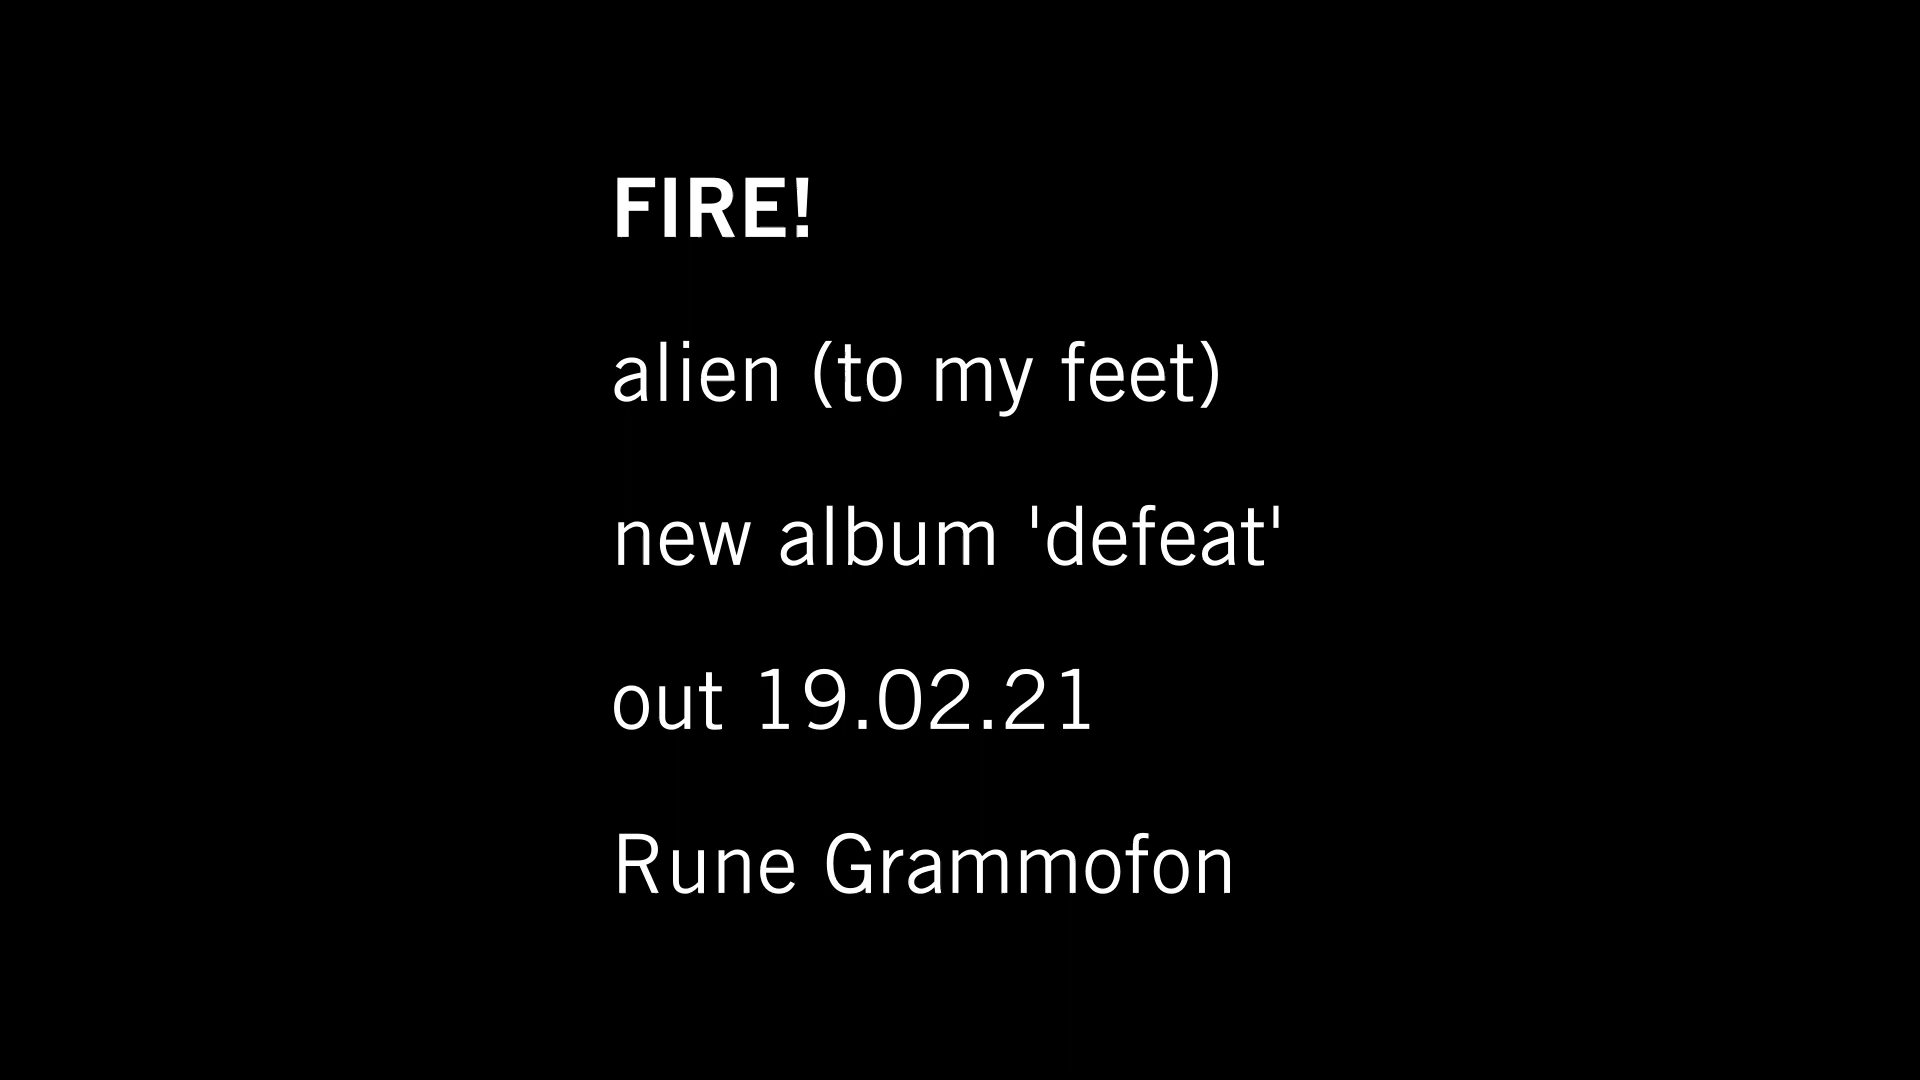 FIRE!
alien (to my feet)
new album 'defeat'
out 19.02.21
Rune Grammofon